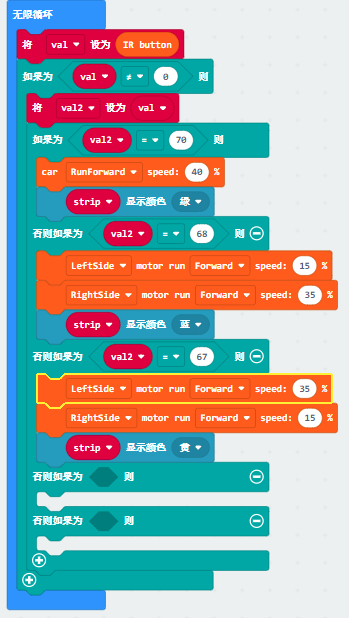 无限循环
将 val 设为 IR button
如果为 val ≠ 0 则
将 val2 设为 val
如果为 val2 = 70 则
car RunForward speed: 40 %
strip 显示颜色 绿
否则如果为 val2 = 68 则
LeftSide motor run Forward speed: 15 %
RightSide motor run Forward speed: 35 %
strip 显示颜色 蓝
否则如果为 val2 = 67 则
LeftSide motor run Forward speed: 35 %
RightSide motor run Forward speed: 15 %
strip 显示颜色 黄
否则如果为 则
否则如果为 则